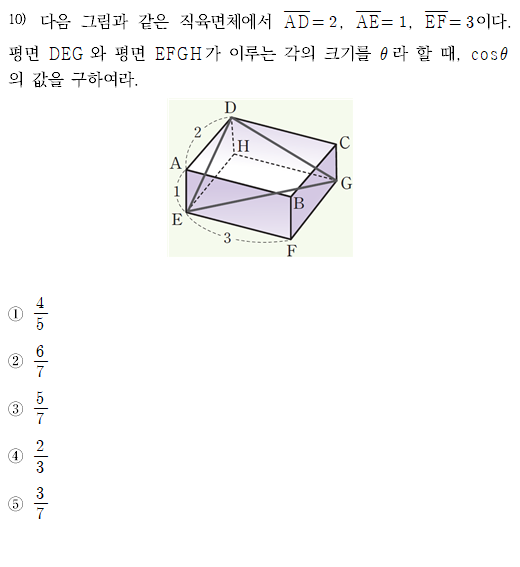 10) 다음 그림과 같은 직육면체에서 $\overline{AD}=2$, $\overline{AE}=1$, $\overline{EF}=3$이다.
평면 DEG 와 평면 EFGH가 이루는 각의 크기를 θ라 할 때, cosθ
의 값을 구하여라.
D
2
H
C
A
G
1
B
E
3
F
① $\frac{4}{5}$
② $\frac{6}{7}$
③ $\frac{5}{7}$
④ $\frac{2}{3}$
⑤ $\frac{3}{7}$